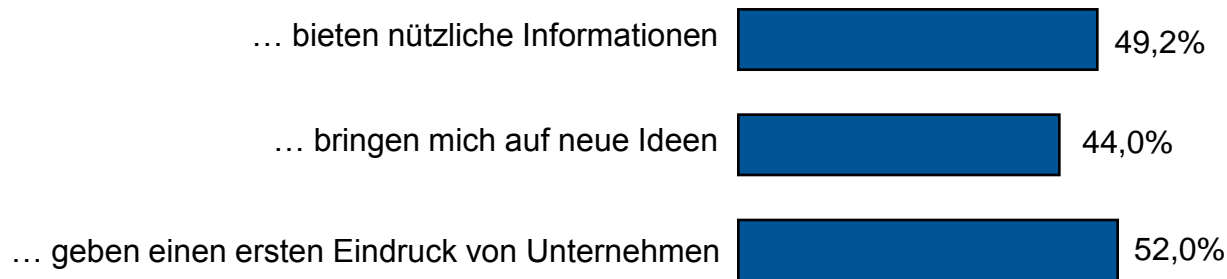 … bieten nützliche Informationen 49,2%
… bringen mich auf neue Ideen 44,0%
… geben einen ersten Eindruck von Unternehmen 52,0%